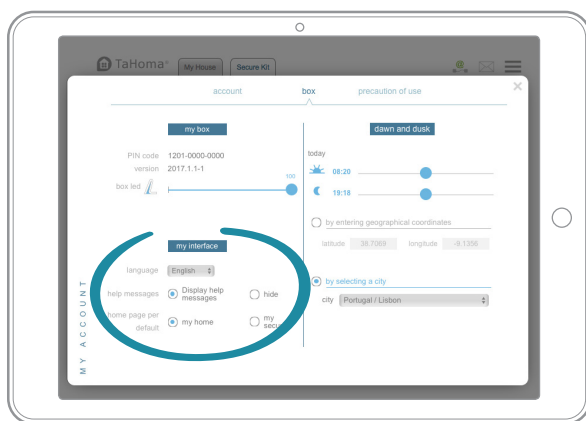 TaHoma® My House Secure Kit
account box precaution of use
my box
PIN code 1201-0000-0000
version 2017.1.1-1
box led 100
my interface
language English
help messages Display help messages hide
home page per default my home my
dawn and dusk
today
08:20
19:18
by entering geographical coordinates
latitude 38.7069 longitude -9.1356
by selecting a city
city Portugal / Lisbon
MY ACCOUNT